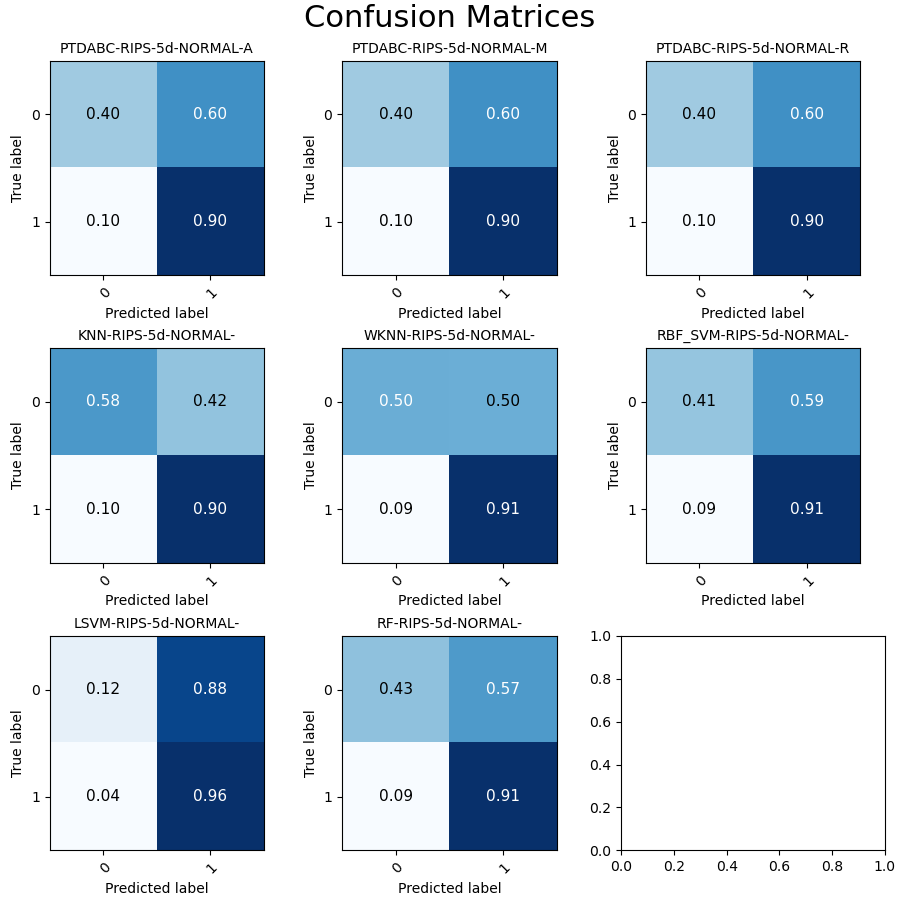 Confusion Matrices
PTDABC-RIPS-5d-NORMAL-A
0
0.40 0.60
True label
1
0.10 0.90
0 1
Predicted label
PTDABC-RIPS-5d-NORMAL-M
0
0.40 0.60
True label
1
0.10 0.90
0 1
Predicted label
PTDABC-RIPS-5d-NORMAL-R
0
0.40 0.60
True label
1
0.10 0.90
0 1
Predicted label
KNN-RIPS-5d-NORMAL-
0
0.58 0.42
True label
1
0.10 0.90
0 1
Predicted label
WKNN-RIPS-5d-NORMAL-
0
0.50 0.50
True label
1
0.09 0.91
0 1
Predicted label
RBF_SVM-RIPS-5d-NORMAL-
0
0.41 0.59
True label
1
0.09 0.91
0 1
Predicted label
LSVM-RIPS-5d-NORMAL-
0
0.12 0.88
True label
1
0.04 0.96
0 1
Predicted label
RF-RIPS-5d-NORMAL-
0
0.43 0.57
True label
1
0.09 0.91
0 1
Predicted label
1.0
0.8
0.6
0.4
0.2
0.0
0.0 0.2 0.4 0.6 0.8 1.0